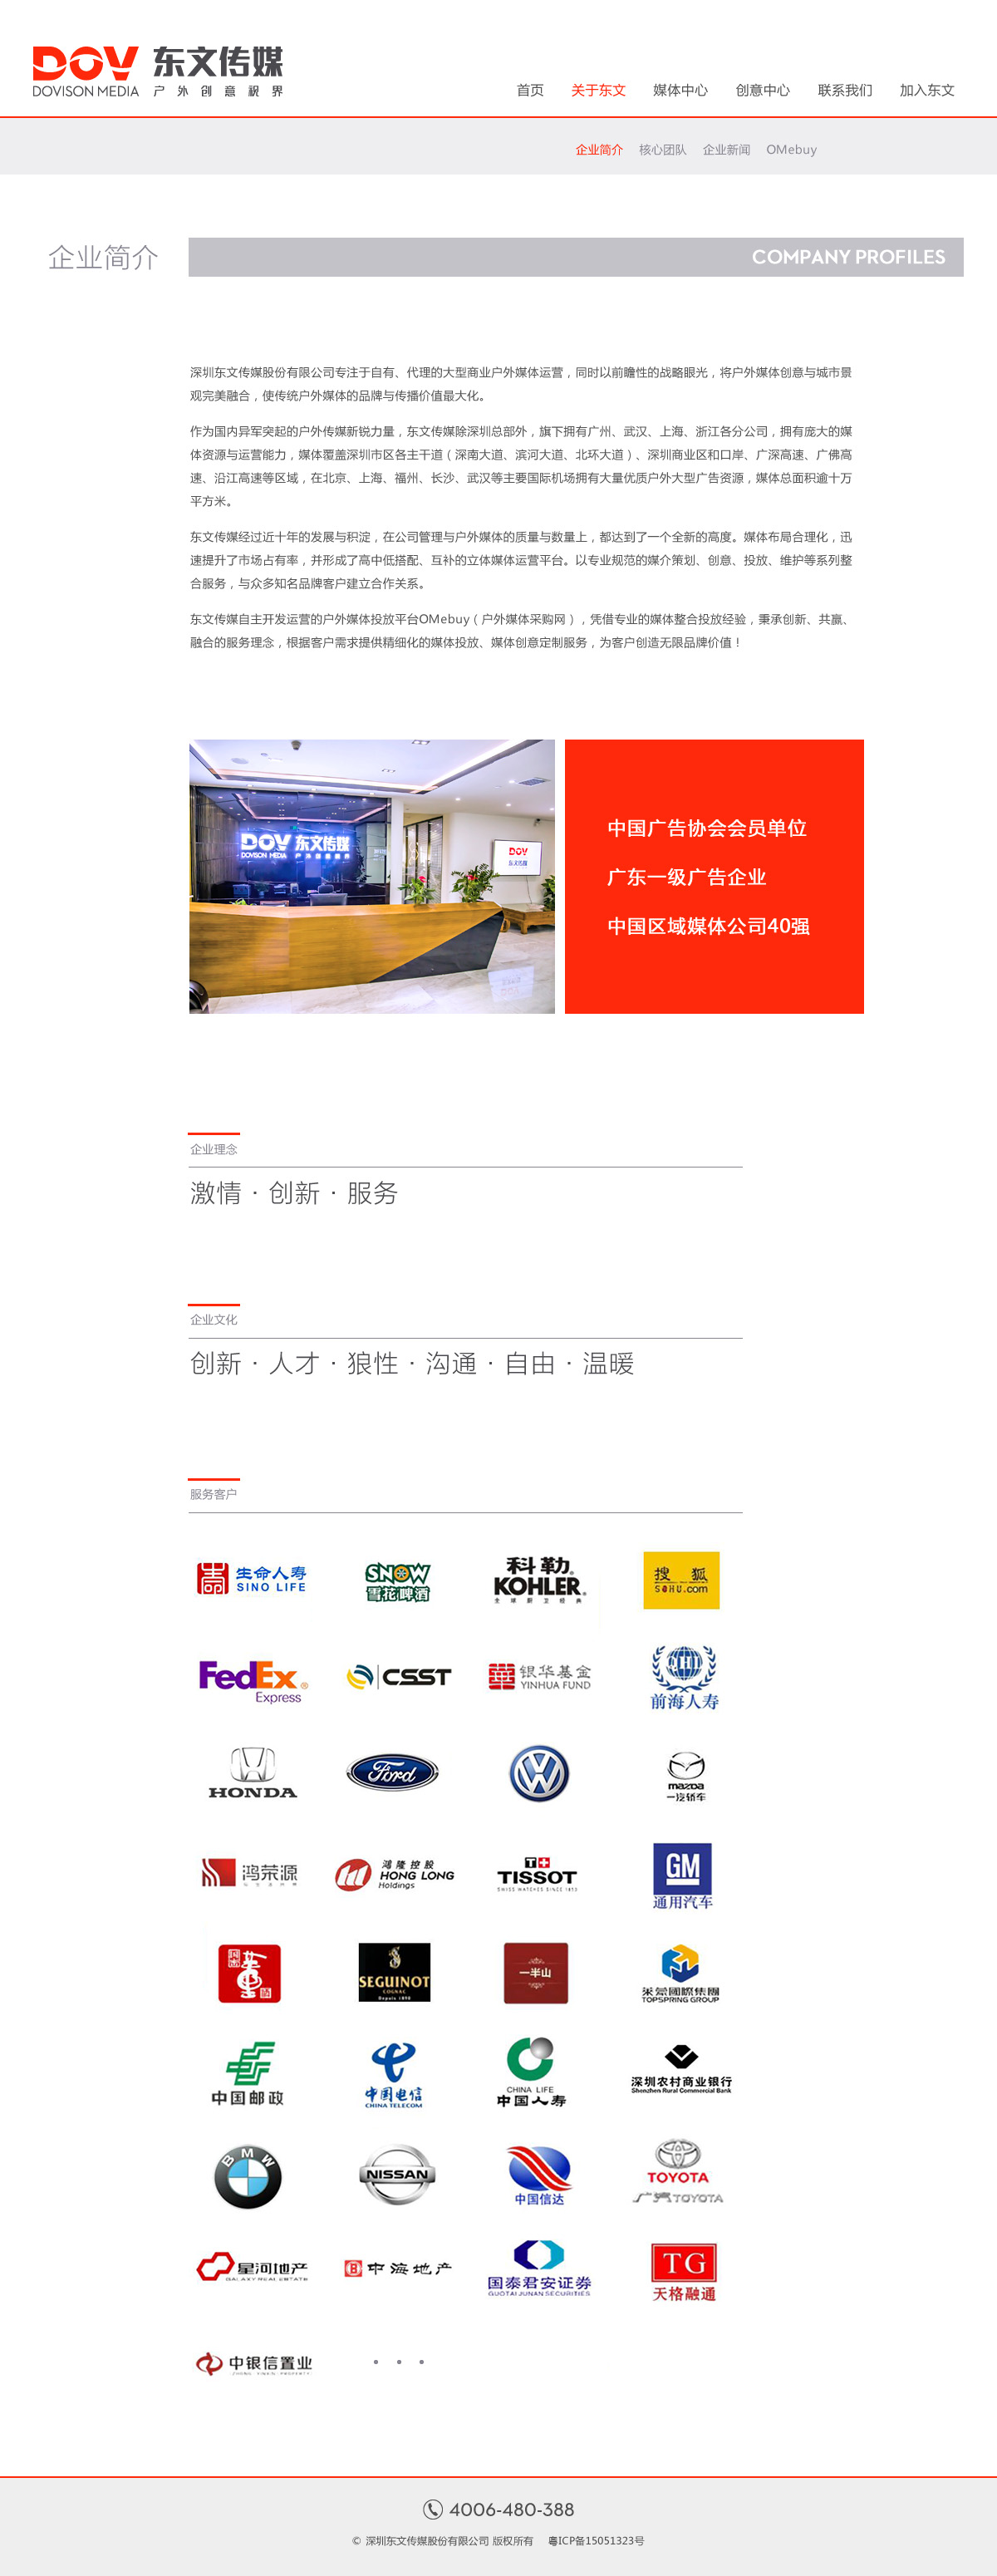 DOV 东文传媒
DOVISON MEDIA 户外创意视界
首页 关于东文 媒体中心 创意中心 联系我们 加入东文
企业简介 核心团队 企业新闻 OMebuy
企业简介 COMPANY PROFILES
深圳东文传媒股份有限公司专注于自有、代理的大型商业户外媒体运营，同时以前瞻性的战略眼光，将户外媒体创意与城市景
观完美融合，使传统户外媒体的品牌与传播价值最大化。
作为国内异军突起的户外传媒新锐力量，东文传媒除深圳总部外，旗下拥有广州、武汉、上海、浙江各分公司，拥有庞大的媒
体资源与运营能力，媒体覆盖深圳市区各主干道（深南大道、滨河大道、北环大道）、深圳商业区和口岸、广深高速、广佛高
速、沿江高速等区域，在北京、上海、福州、长沙、武汉等主要国际机场拥有大量优质户外大型广告资源，媒体总面积逾十万
平方米。
东文传媒经过近十年的发展与积淀，在公司管理与户外媒体的质量与数量上，都达到了一个全新的高度。媒体布局合理化，迅
速提升了市场占有率，并形成了高中低搭配、互补的立体媒体运营平台。以专业规范的媒介策划、创意、投放、维护等系列整
合服务，与众多知名品牌客户建立合作关系。
东文传媒自主开发运营的户外媒体投放平台OMebuy（户外媒体采购网），凭借专业的媒体整合投放经验，秉承创新、共赢、
融合的服务理念，根据客户需求提供精细化的媒体投放、媒体创意定制服务，为客户创造无限品牌价值！
DOV 东文传媒
DOVISON MEDIA 户外创意视界
DOV
东文传媒
中国广告协会会员单位
广东一级广告企业
中国区域媒体公司40强
企业理念
激情 · 创新 · 服务
企业文化
创新 · 人才 · 狼性 · 沟通 · 自由 · 温暖
服务客户
生命人寿
SINO LIFE
SNOW
雪花啤酒
科勒
KOHLER
全球厨卫经典
搜狐
SOHU.com
FedEx ®
Express
CSST
银华基金
YINHUA FUND
前海人寿
HONDA
Ford
VW
mazda
一汽轿车
鸿荣源
鸿隆控股
HONG LONG
Holdings
TISSOT
SWISS WATCHES SINCE 1853
GM
通用汽车
SEGUINOT
COGNAC
Depuis 1890
一半山
莱蒙國際集團
TOPSPRING GROUP
中国邮政
中国电信
CHINA TELECOM
CHINA LIFE
中国人寿
深圳农村商业银行
Shenzhen Rural Commercial Bank
BMW
NISSAN
中国信达
TOYOTA
广汽TOYOTA
星河地产
GALAXY REAL ESTATE
中海地产
国泰君安证券
GUOTAI JUNAN SECURITIES
TG
天格融通
中银信置业
• • •
4006-480-388
© 深圳东文传媒股份有限公司 版权所有 粤ICP备15051323号